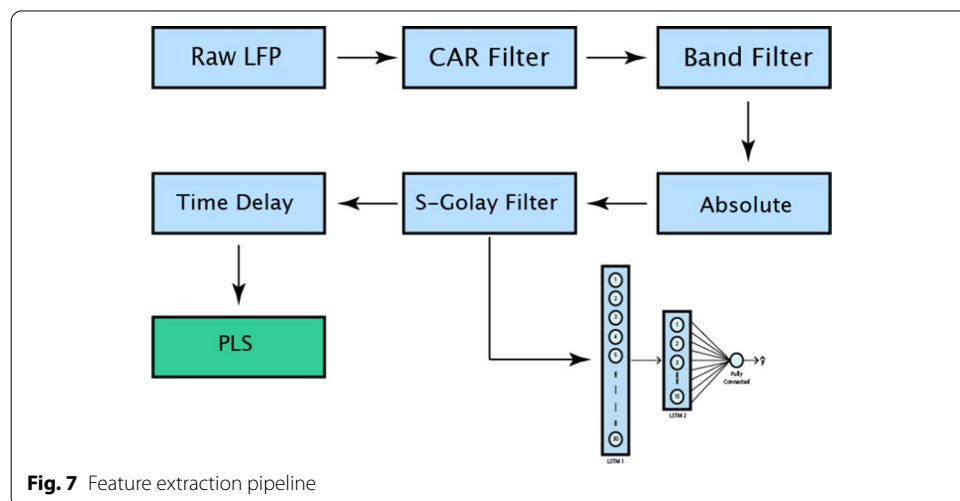 Raw LFP
CAR Filter
Band Filter
Time Delay
S-Golay Filter
Absolute
PLS
1
2
3
4
5
30
LSTM 1
1
2
3
15
LSTM 2
ŷ
Fully
Connected
Fig. 7 Feature extraction pipeline